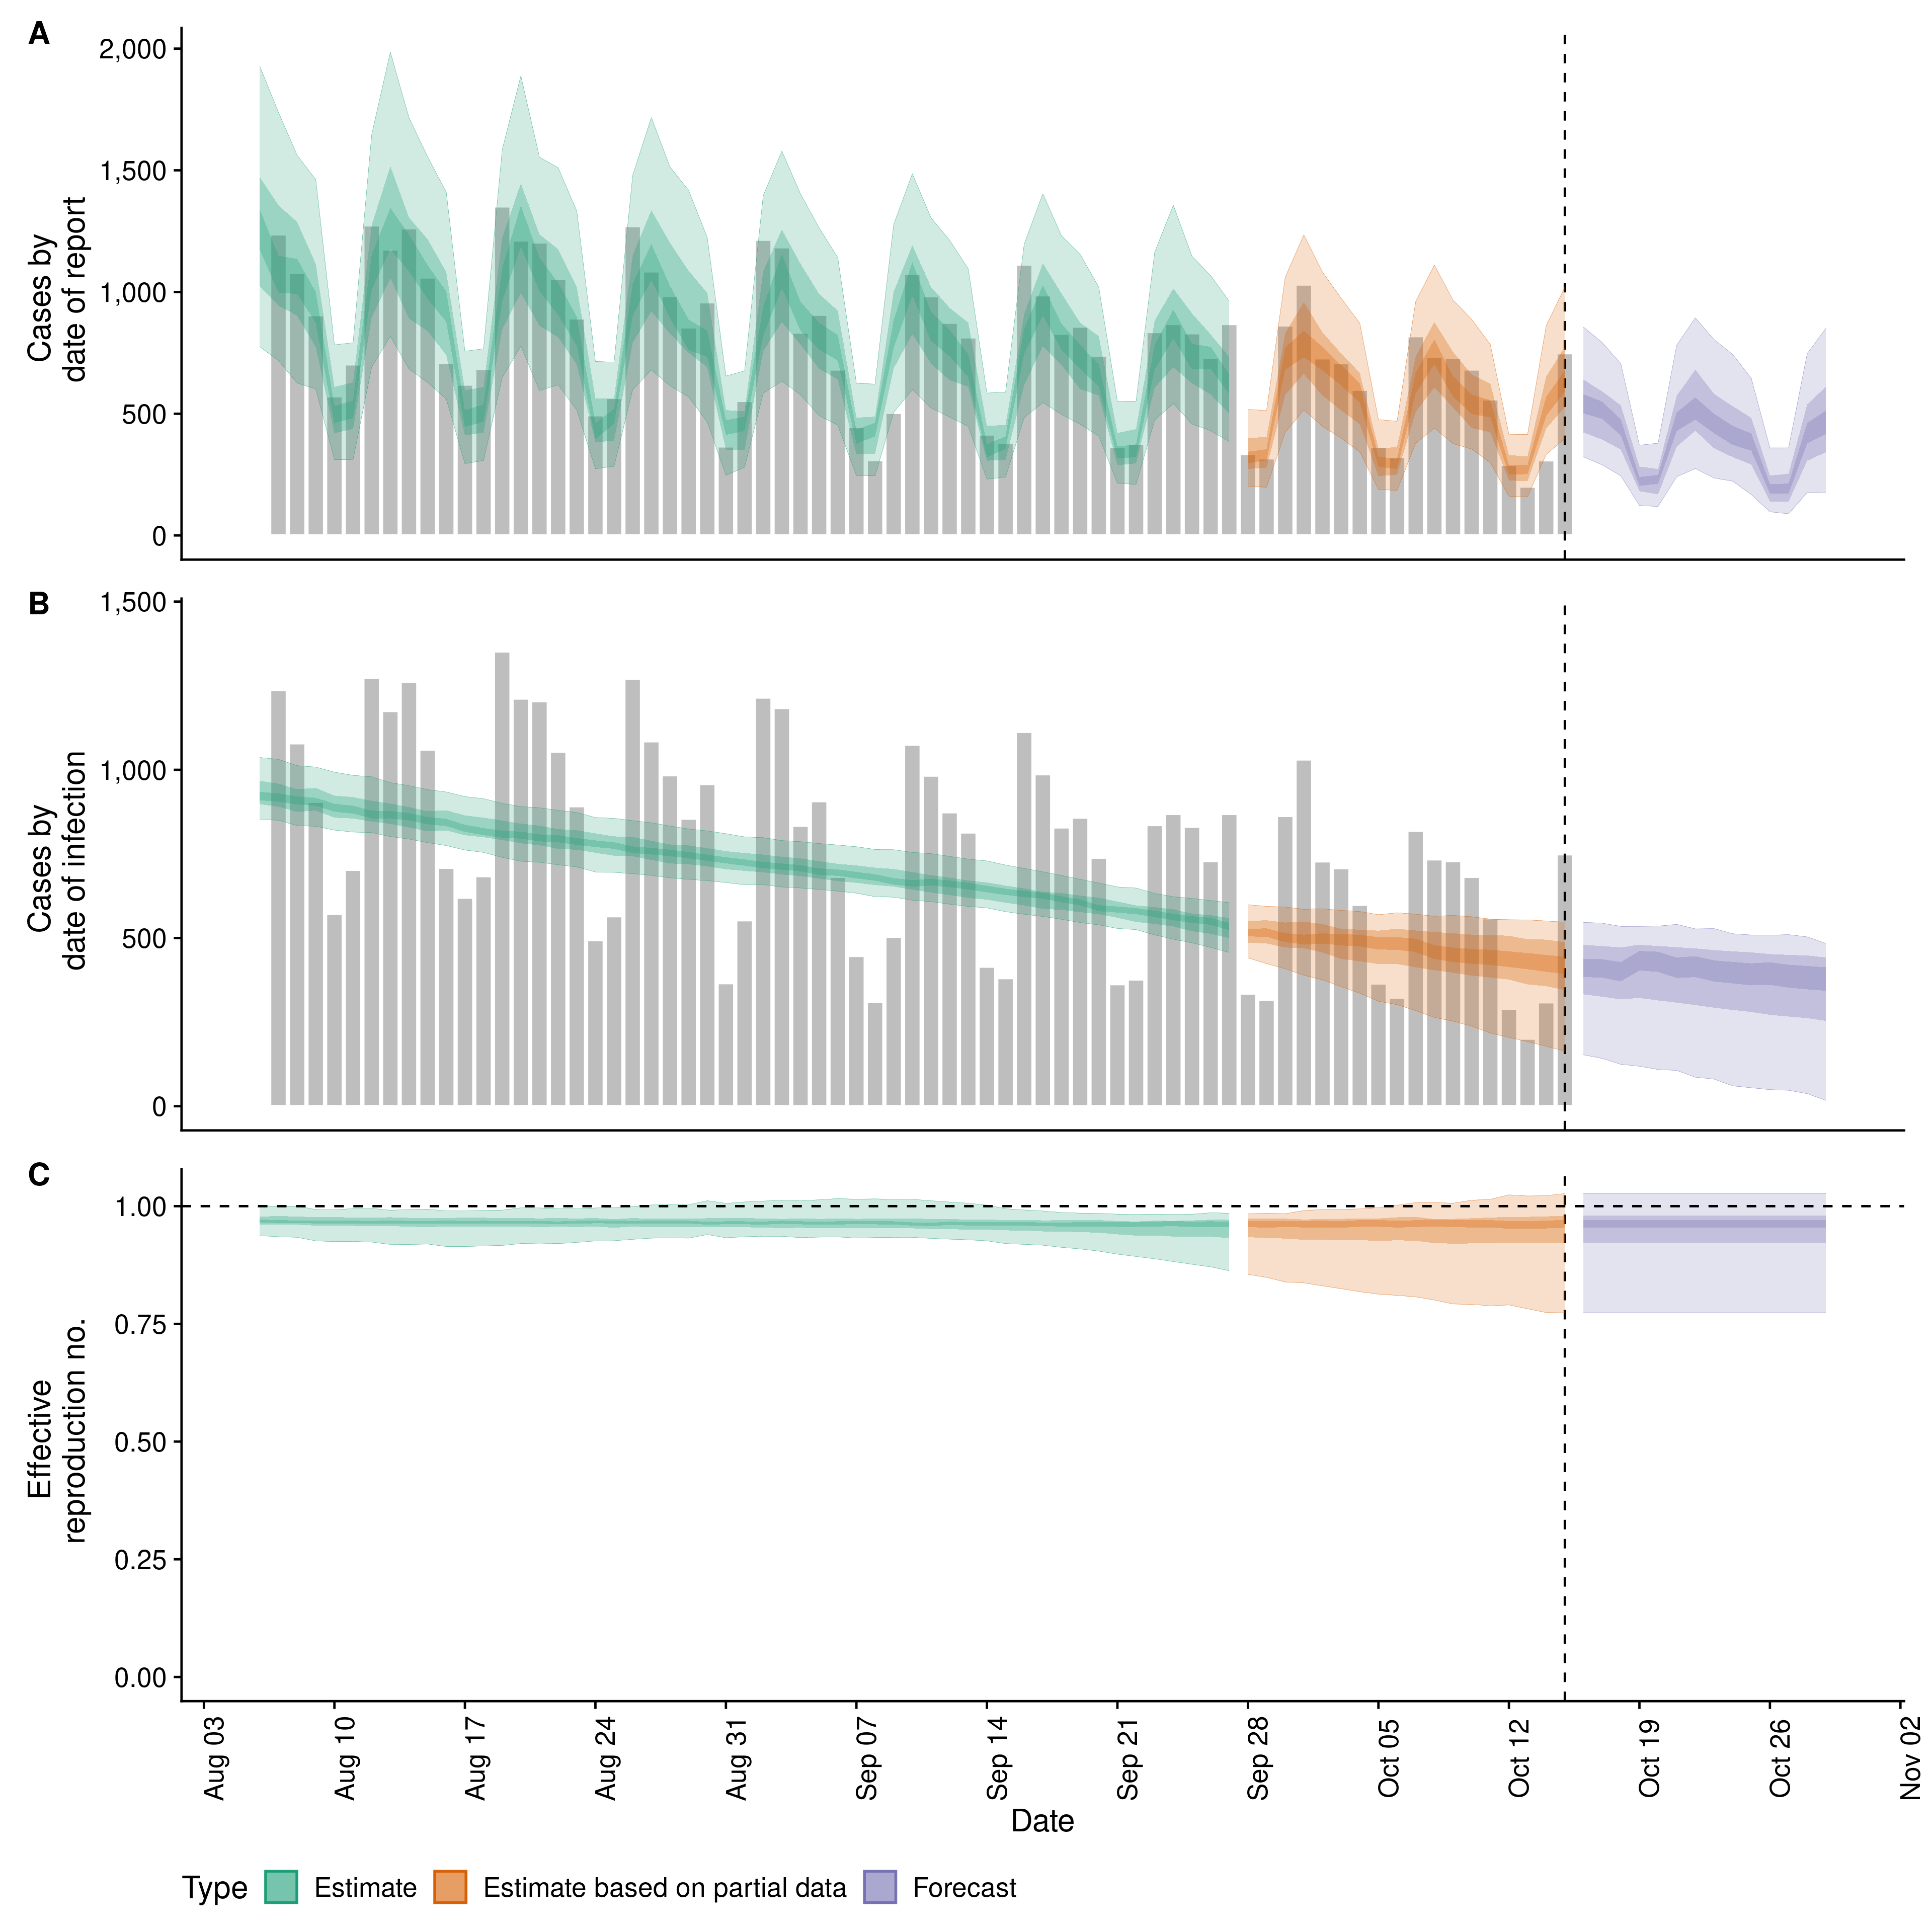 A
2,000
1,500
1,000
500
0
Cases by
date of report
B
1,500
1,000
500
0
Cases by
date of infection
C
1.00
0.75
0.50
0.25
0.00
Effective
reproduction no.
Aug 03
Aug 10
Aug 17
Aug 24
Aug 31
Sep 07
Sep 14
Sep 21
Sep 28
Oct 05
Oct 12
Oct 19
Oct 26
Nov 02
Date
Type Estimate Estimate based on partial data Forecast